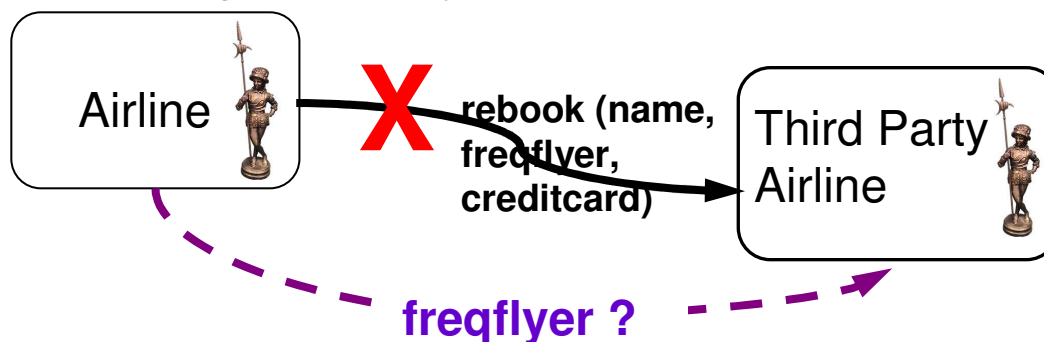 Airline
X
rebook (name,
freqflyer,
creditcard)
Third Party
Airline
freqflyer ?